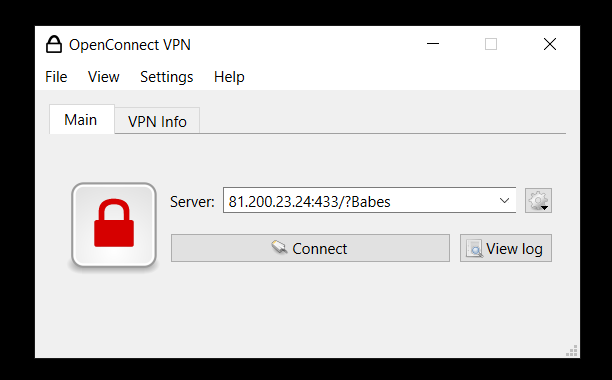 OpenConnect VPN
File View Settings Help
Main VPN Info
Server: 81.200.23.24:433/?Babes
Connect View log